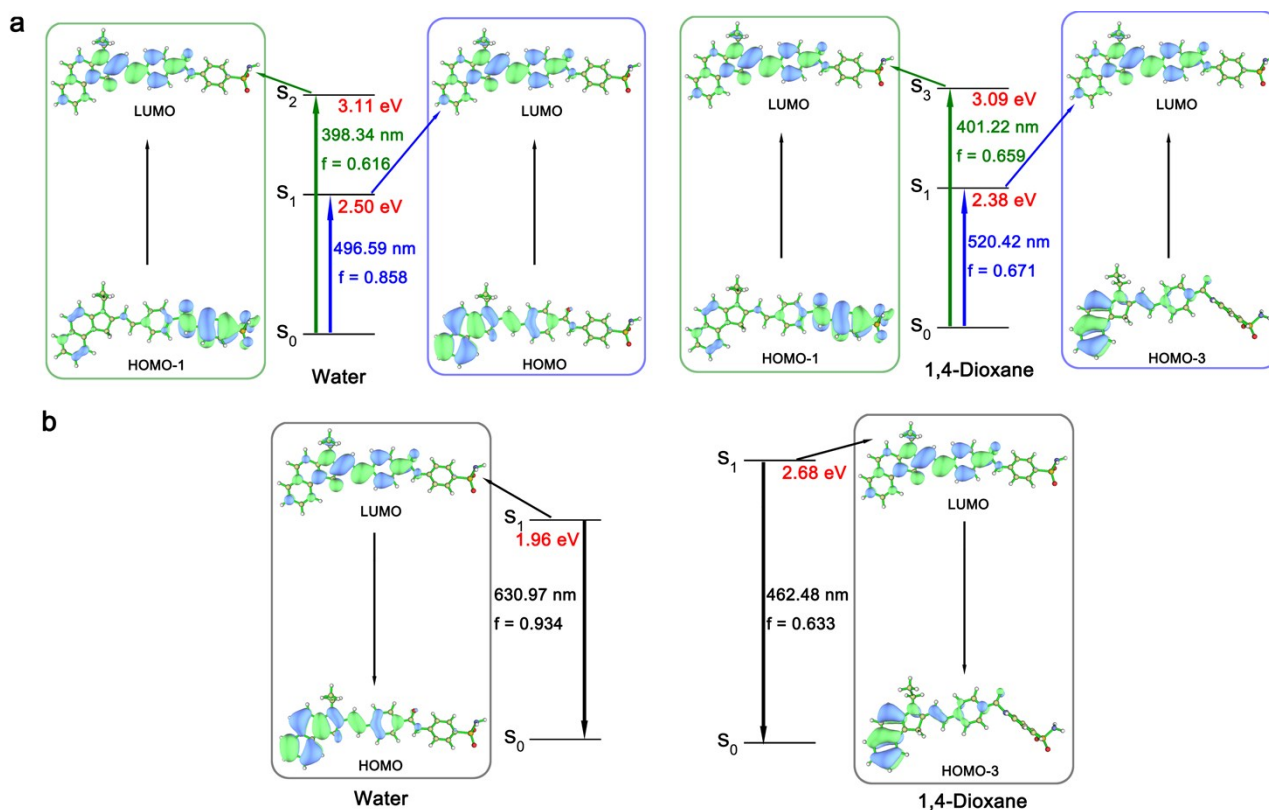 a
LUMO
HOMO-1
S2
3.11 eV
398.34 nm
f = 0.616
S1
2.50 eV
496.59 nm
f = 0.858
S0
Water
LUMO
HOMO
LUMO
HOMO-1
S3
3.09 eV
401.22 nm
f = 0.659
S1
2.38 eV
520.42 nm
f = 0.671
S0
1,4-Dioxane
LUMO
HOMO-3
b
LUMO
HOMO
S1
1.96 eV
630.97 nm
f = 0.934
S0
Water
S1
2.68 eV
462.48 nm
f = 0.633
S0
LUMO
HOMO-3
1,4-Dioxane